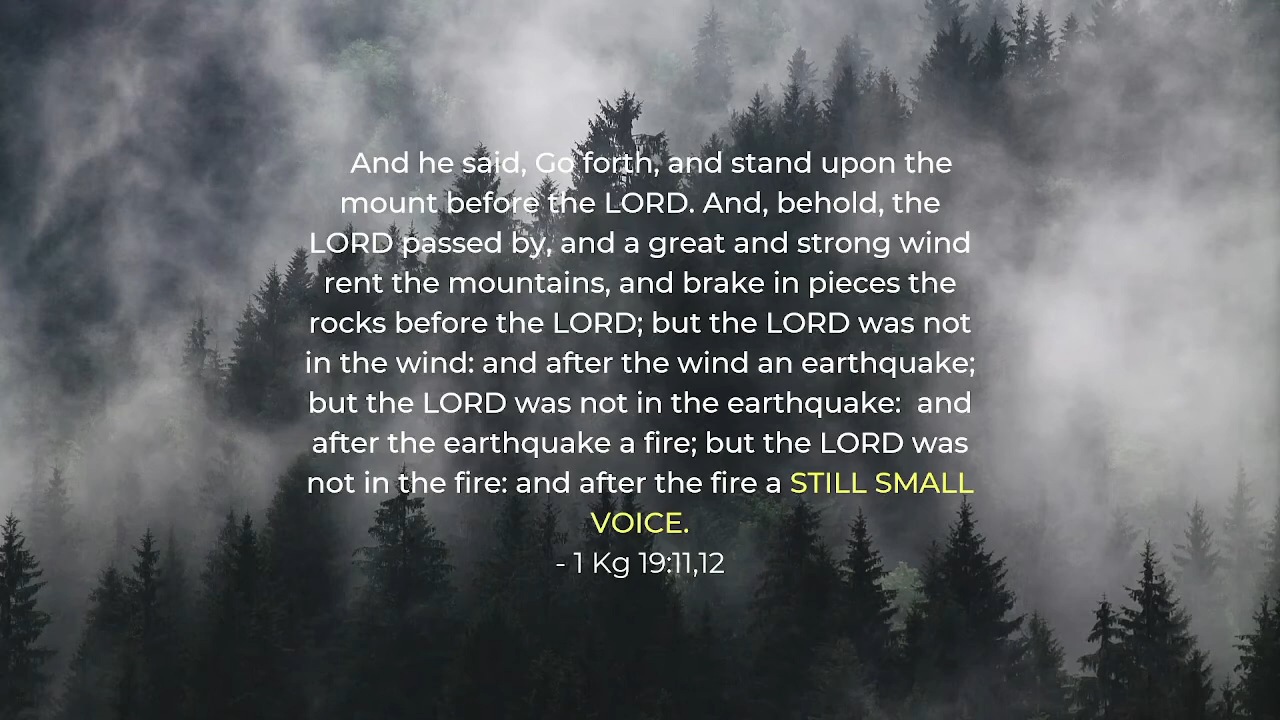 And he said, Go forth, and stand upon the
mount before the LORD. And, behold, the
LORD passed by, and a great and strong wind
rent the mountains, and brake in pieces the
rocks before the LORD; but the LORD was not
in the wind: and after the wind an earthquake;
but the LORD was not in the earthquake:  and
after the earthquake a fire; but the LORD was
not in the fire: and after the fire a STILL SMALL
VOICE.
- 1 Kg 19:11,12